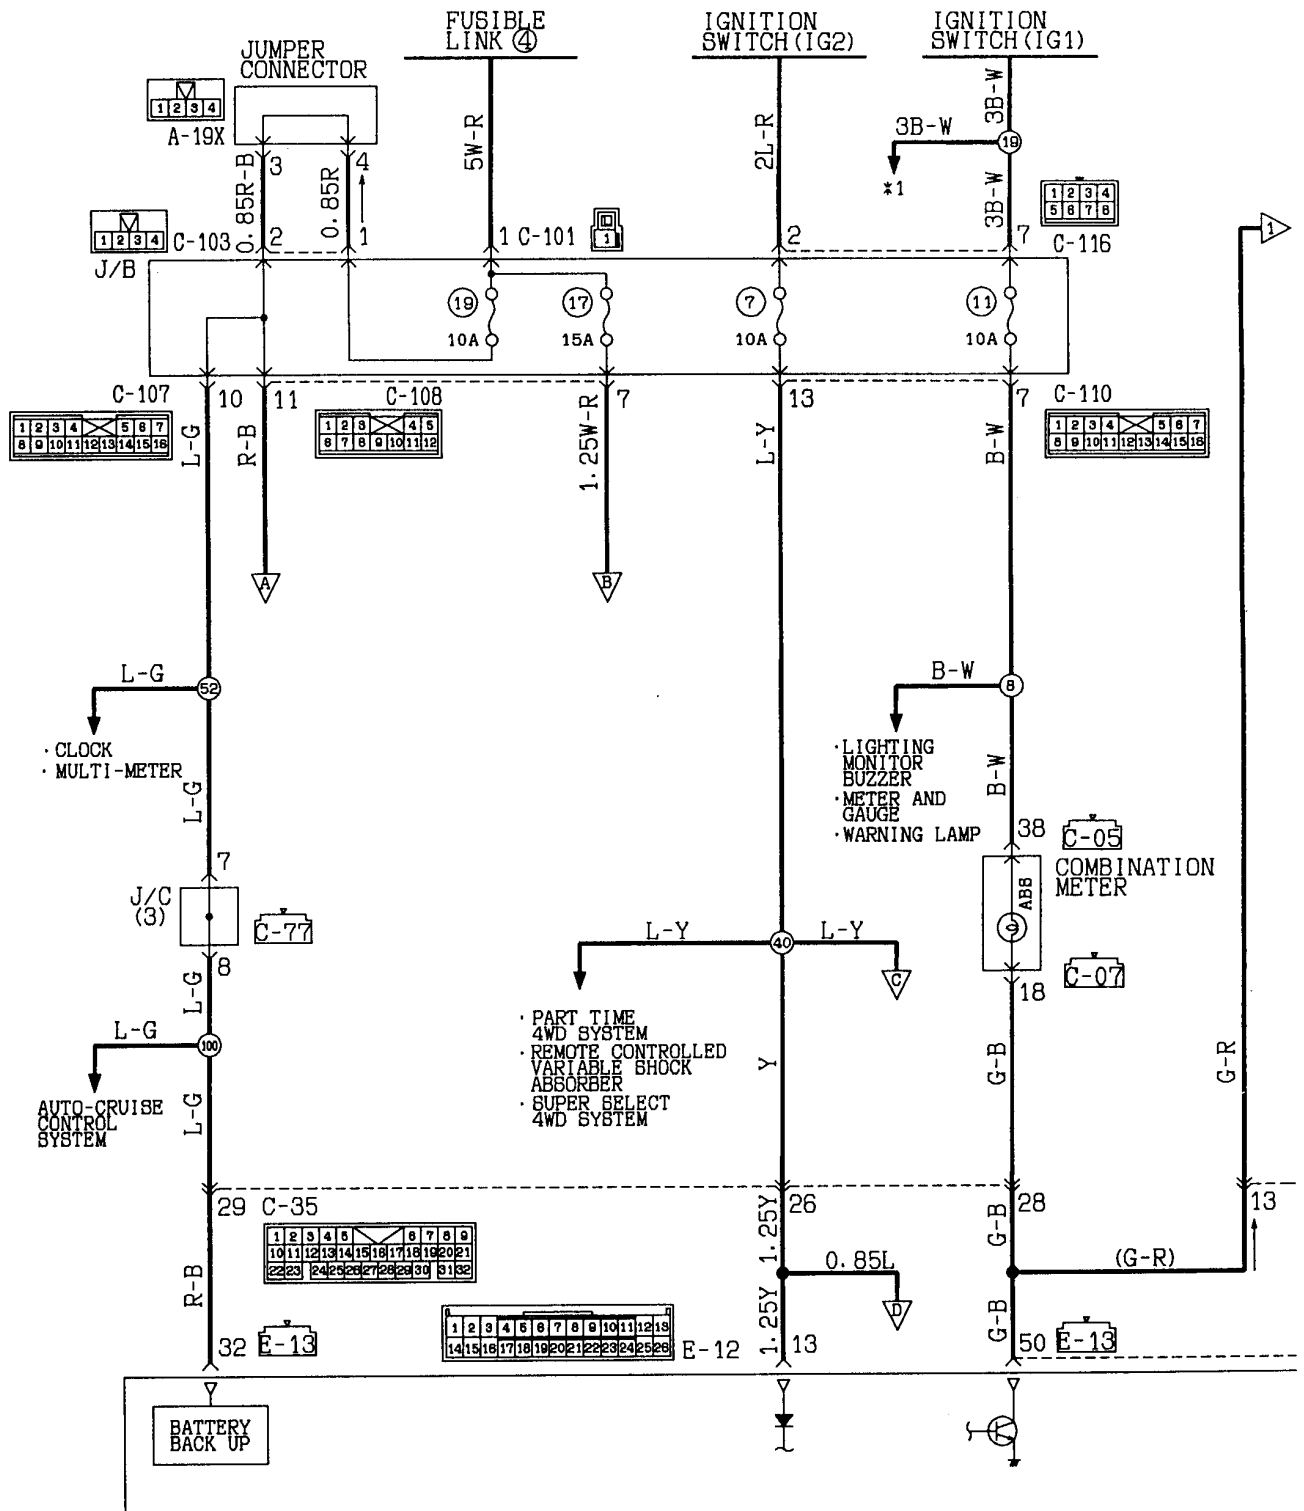 FUSIBLE
LINK ④
IGNITION
SWITCH(IG2)
IGNITION
SWITCH(IG1)
JUMPER
CONNECTOR
1 2 3 4
A-19X
3
4
0.85R-B
0.85R
5W-R
2L-R
3B-W
3B-W
19
*1
3B-W
1 2 3 4
5 6 7 8
C-116
1
1 2 3 4
J/B
C-103
2
1
1
C-101
1
2
7
19
10A
17
15A
7
10A
11
10A
C-107
10
11
C-108
7
13
7
C-110
1 2 3 4 5 6 7
8 9 10 11 12 13 14 15 16
1 2 3 4 5
6 7 8 9 10 11 12
1 2 3 4 5 6 7
8 9 10 11 12 13 14 15 16
L-G
R-B
1.25W-R
L-Y
B-W
A
B
L-G
52
· CLOCK
· MULTI-METER
B-W
8
· LIGHTING
MONITOR
BUZZER
· METER AND
GAUGE
· WARNING LAMP
L-G
B-W
7
38
C-05
J/C
(3)
C-77
COMBINATION
METER
ABS
8
18
C-07
L-Y
40
L-Y
C
L-G
L-G
100
AUTO-CRUISE
CONTROL
SYSTEM
· PART TIME
4WD SYSTEM
· REMOTE CONTROLLED
VARIABLE SHOCK
ABSORBER
· SUPER SELECT
4WD SYSTEM
L-G
Y
G-B
G-R
29
C-35
26
28
13
1 2 3 4 5 6 7 8 9
10 11 12 13 14 15 16 17 18 19 20 21
22 23 24 25 26 27 28 29 30 31 32
R-B
1.25Y
0.85L
D
G-B
(G-R)
1 2 3 4 5 6 7 8 9 10 11 12 13
14 15 16 17 18 19 20 21 22 23 24 25 26
E-12
1.25Y
G-B
32
E-13
13
50
E-13
BATTERY
BACK UP